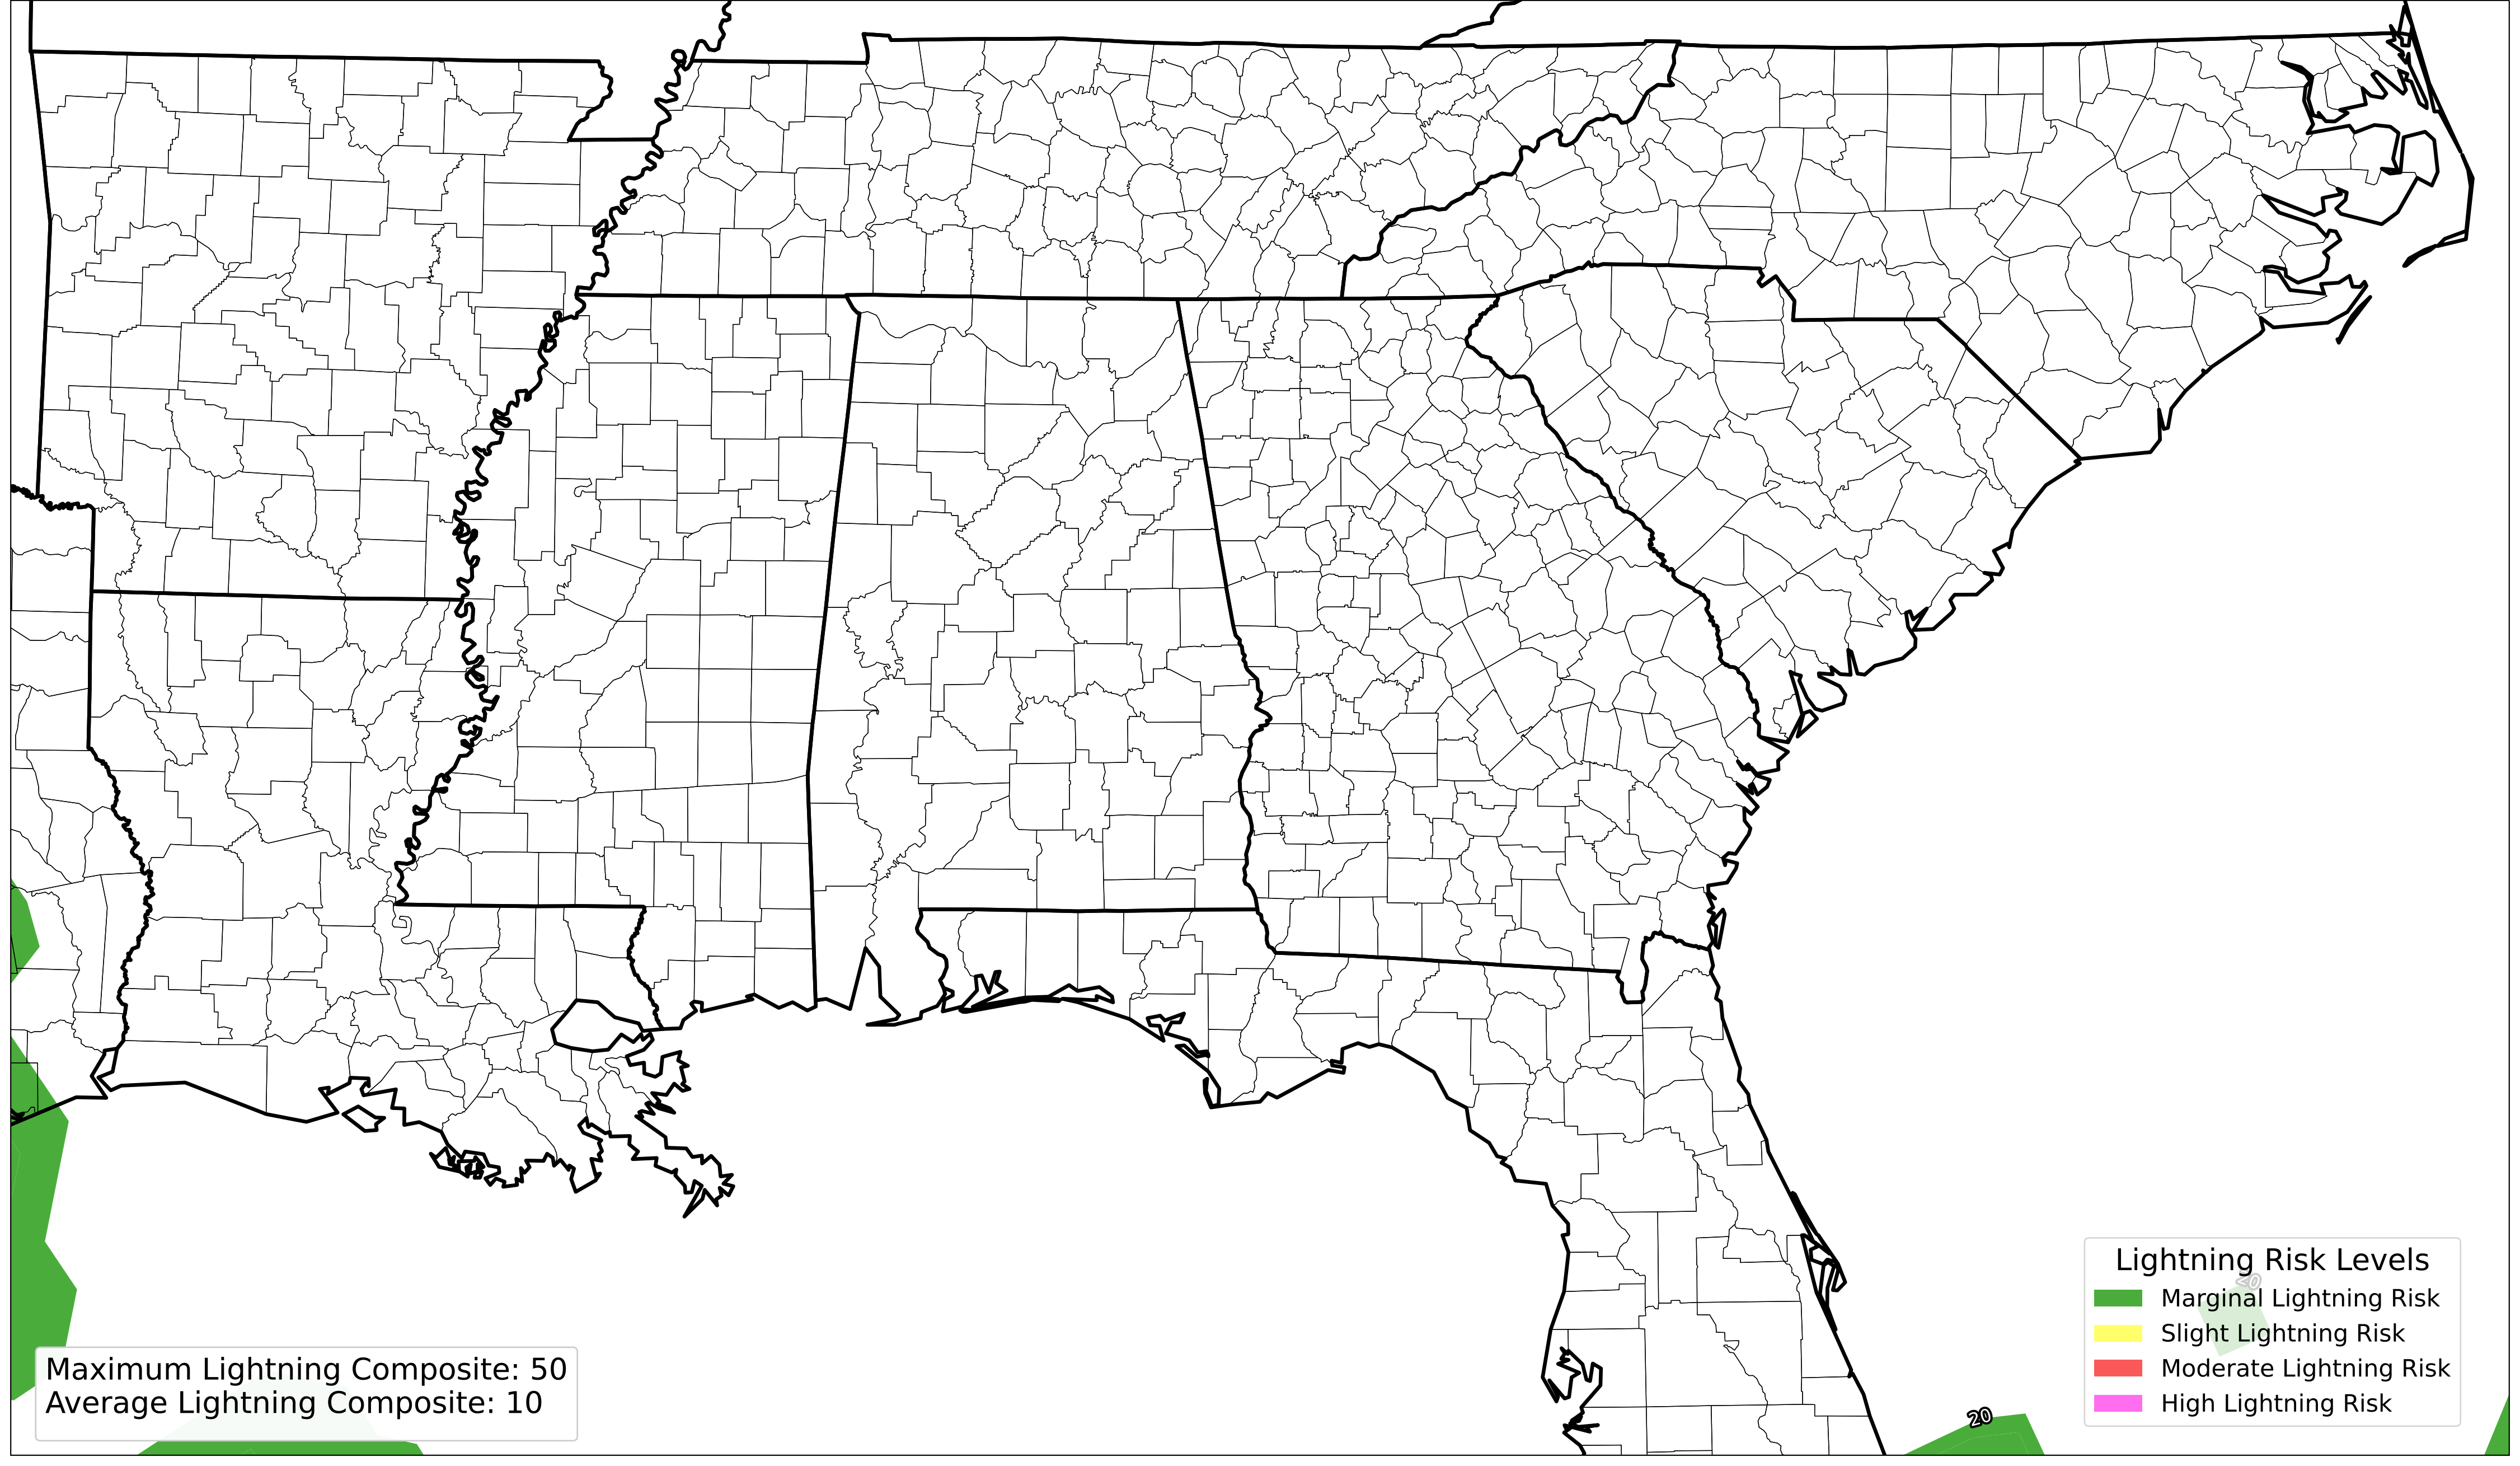 Lightning Risk Levels
20
Marginal Lightning Risk
Slight Lightning Risk
Moderate Lightning Risk
High Lightning Risk
Maximum Lightning Composite: 50
Average Lightning Composite: 10
20